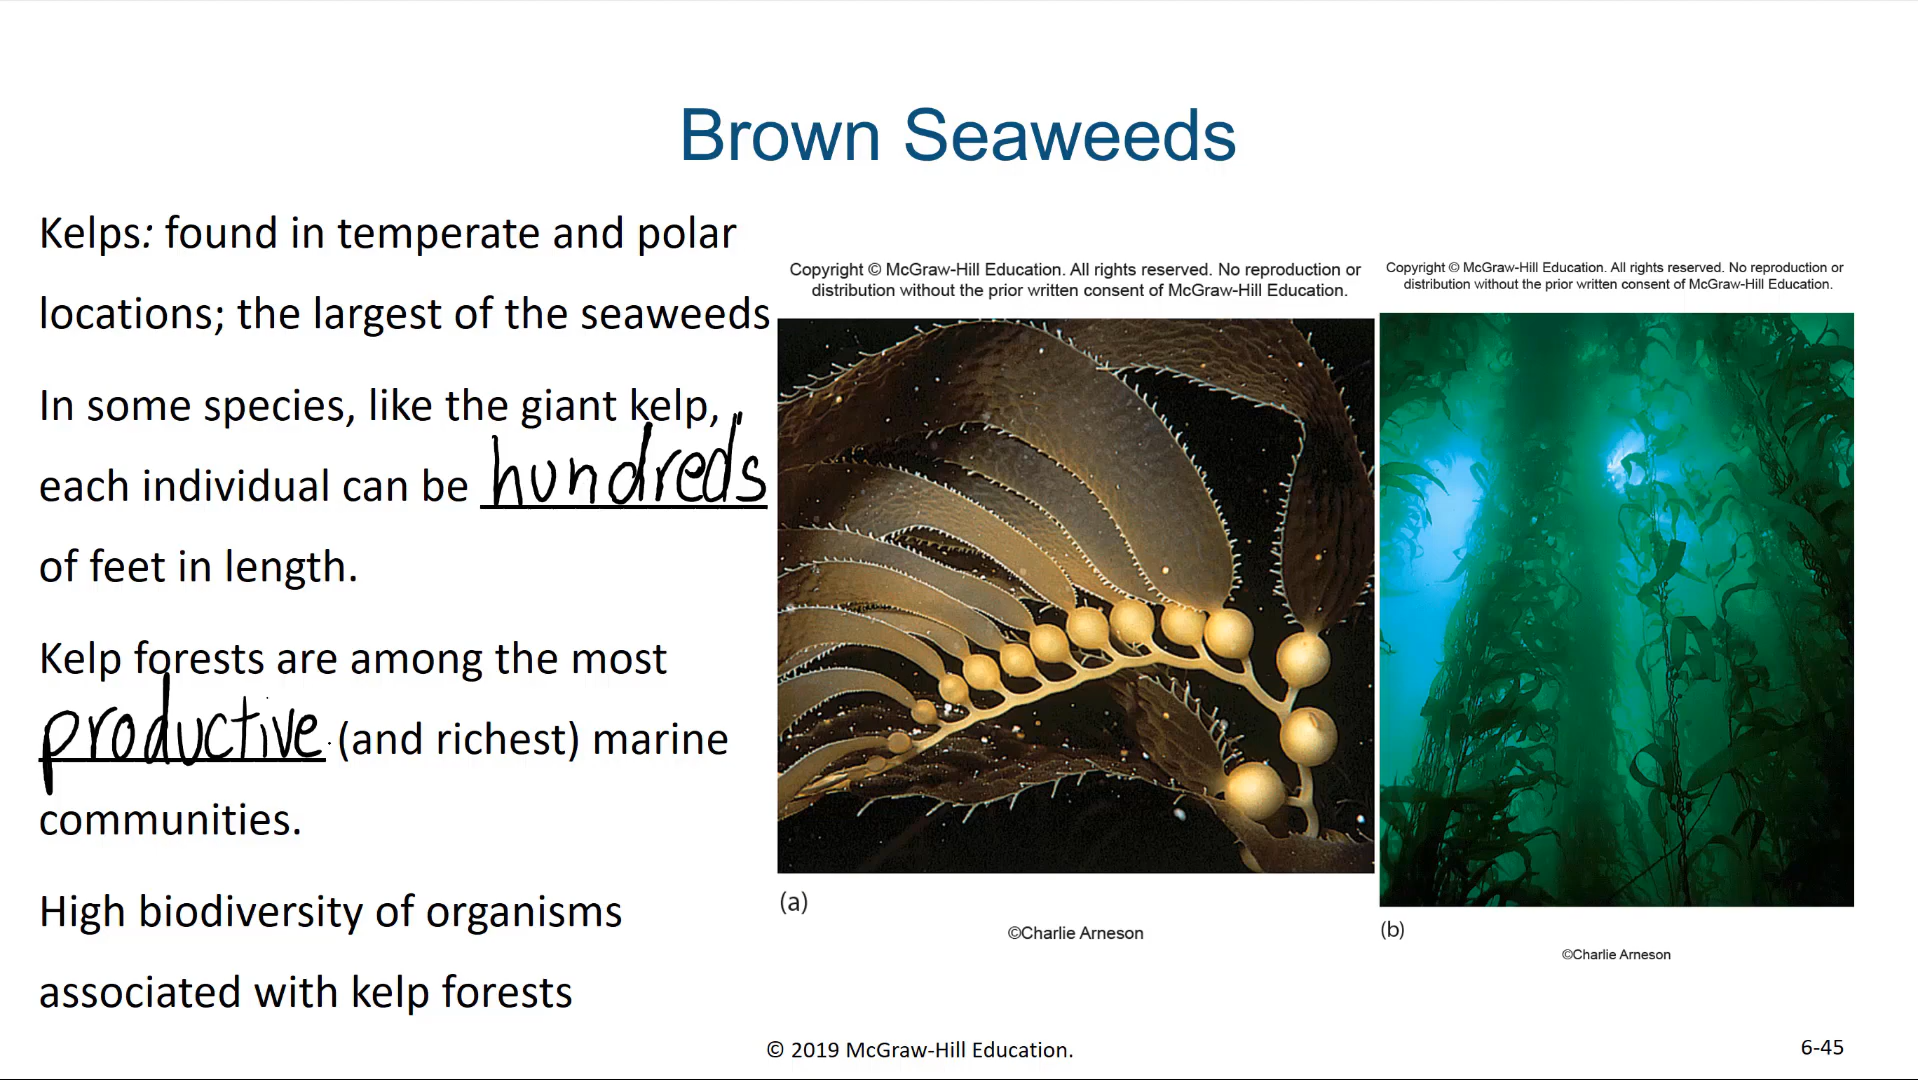 Brown Seaweeds
Kelps: found in temperate and polar
locations; the largest of the seaweeds
In some species, like the giant kelp,
each individual can be hundreds
of feet in length.
Kelp forests are among the most
productive (and richest) marine
communities.
High biodiversity of organisms
associated with kelp forests
Copyright © McGraw-Hill Education. All rights reserved. No reproduction or
distribution without the prior written consent of McGraw-Hill Education.
(a)
©Charlie Arneson
Copyright © McGraw-Hill Education. All rights reserved. No reproduction or
distribution without the prior written consent of McGraw-Hill Education.
(b)
©Charlie Arneson
© 2019 McGraw-Hill Education.
6-45